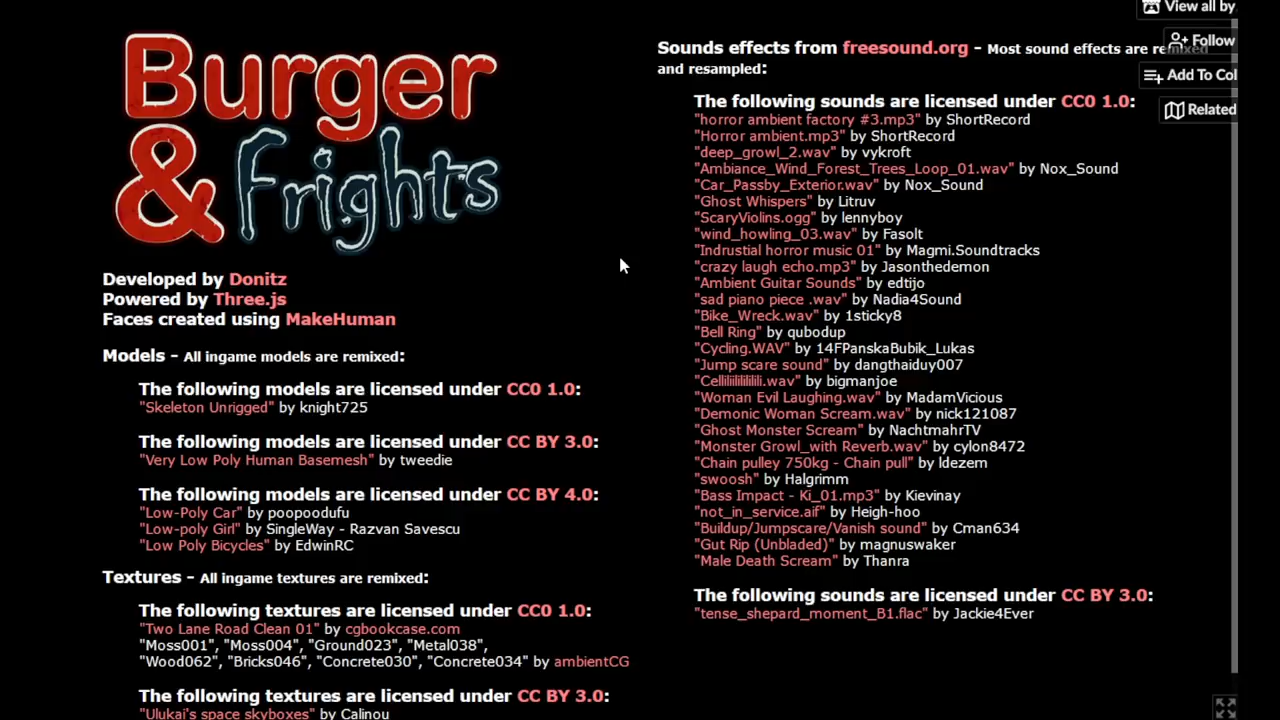 Burger
& Frights
Developed by Donitz
Powered by Three.js
Faces created using MakeHuman
Models - All ingame models are remixed:
The following models are licensed under CC0 1.0:
"Skeleton Unrigged" by knight725
The following models are licensed under CC BY 3.0:
"Very Low Poly Human Basemesh" by tweedie
The following models are licensed under CC BY 4.0:
"Low-Poly Car" by poopoodufu
"Low-poly Girl" by SingleWay - Razvan Savescu
"Low Poly Bicycles" by EdwinRC
Textures - All ingame textures are remixed:
The following textures are licensed under CC0 1.0:
"Two Lane Road Clean 01" by cgbookcase.com
"Moss001", "Moss004", "Ground023", "Metal038",
"Wood062", "Bricks046", "Concrete030", "Concrete034" by ambientCG
The following textures are licensed under CC BY 3.0:
"Ulukai's space skyboxes" by Calinou
Sounds effects from freesound.org - Most sound effects are remixed
and resampled:
The following sounds are licensed under CC0 1.0:
"horror ambient factory #3.mp3" by ShortRecord
"Horror ambient.mp3" by ShortRecord
"deep_growl_2.wav" by vykroft
"Ambiance_Wind_Forest_Trees_Loop_01.wav" by Nox_Sound
"Car_Passby_Exterior.wav" by Nox_Sound
"Ghost Whispers" by Litruv
"ScaryViolins.ogg" by lennyboy
"wind_howling_03.wav" by Fasolt
"Indrustial horror music 01" by Magmi.Soundtracks
"crazy laugh echo.mp3" by Jasonthedemon
"Ambient Guitar Sounds" by edtijo
"sad piano piece .wav" by Nadia4Sound
"Bike_Wreck.wav" by 1sticky8
"Bell Ring" by qubodup
"Cycling.WAV" by 14FPanskaBubik_Lukas
"Jump scare sound" by dangthaiduy007
"Cellililililili.wav" by bigmanjoe
"Woman Evil Laughing.wav" by MadamVicious
"Demonic Woman Scream.wav" by nick121087
"Ghost Monster Scream" by NachtmahrTV
"Monster Growl_with Reverb.wav" by cylon8472
"Chain pulley 750kg - Chain pull" by ldezem
"swoosh" by Halgrimm
"Bass Impact - Ki_01.mp3" by Kievinay
"not_in_service.aif" by Heigh-hoo
"Buildup/Jumpscare/Vanish sound" by Cman634
"Gut Rip (Unbladed)" by magnuswaker
"Male Death Scream" by Thanra
The following sounds are licensed under CC BY 3.0:
"tense_shepard_moment_B1.flac" by Jackie4Ever
View all by
Follow
Add To Col
Related